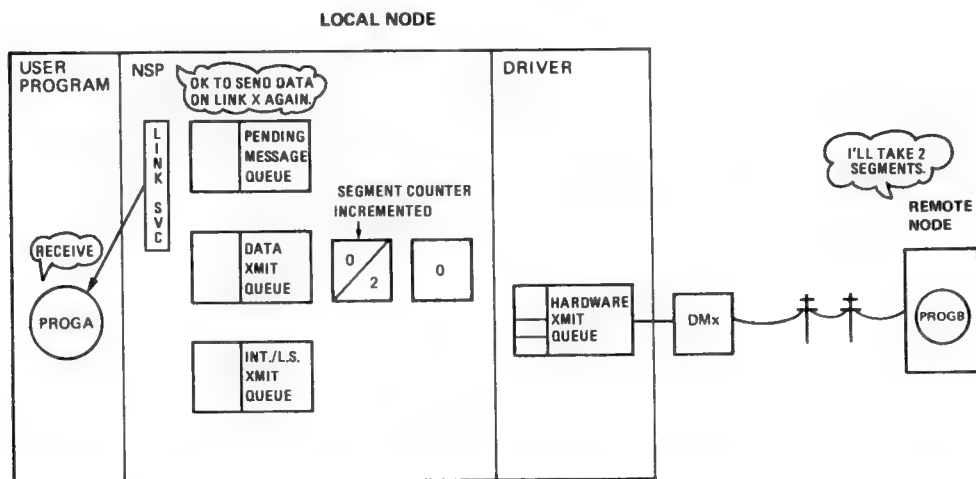 LOCAL NODE
USER
PROGRAM
NSP
OK TO SEND DATA
ON LINK X AGAIN.
DRIVER
LINK SVC
PENDING
MESSAGE
QUEUE
I'LL TAKE 2
SEGMENTS.
SEGMENT COUNTER
INCREMENTED
REMOTE
NODE
RECEIVE
DATA
XMIT
QUEUE
0
2
0
PROGA
HARDWARE
XMIT
QUEUE
DMx
PROGB
INT./L.S.
XMIT
QUEUE